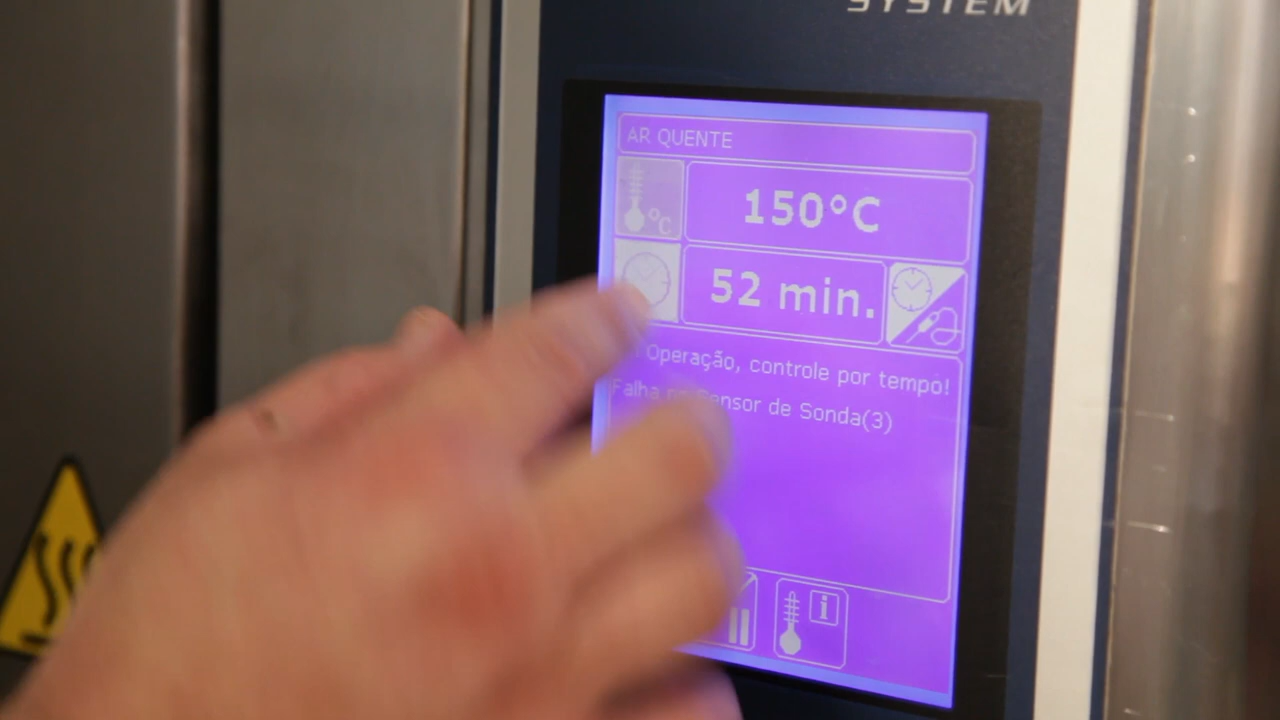 SYSTEM
AR QUENTE
°C
150°C
52 min.
Operação, controle por tempo!
Falha Sensor de Sonda(3)
i